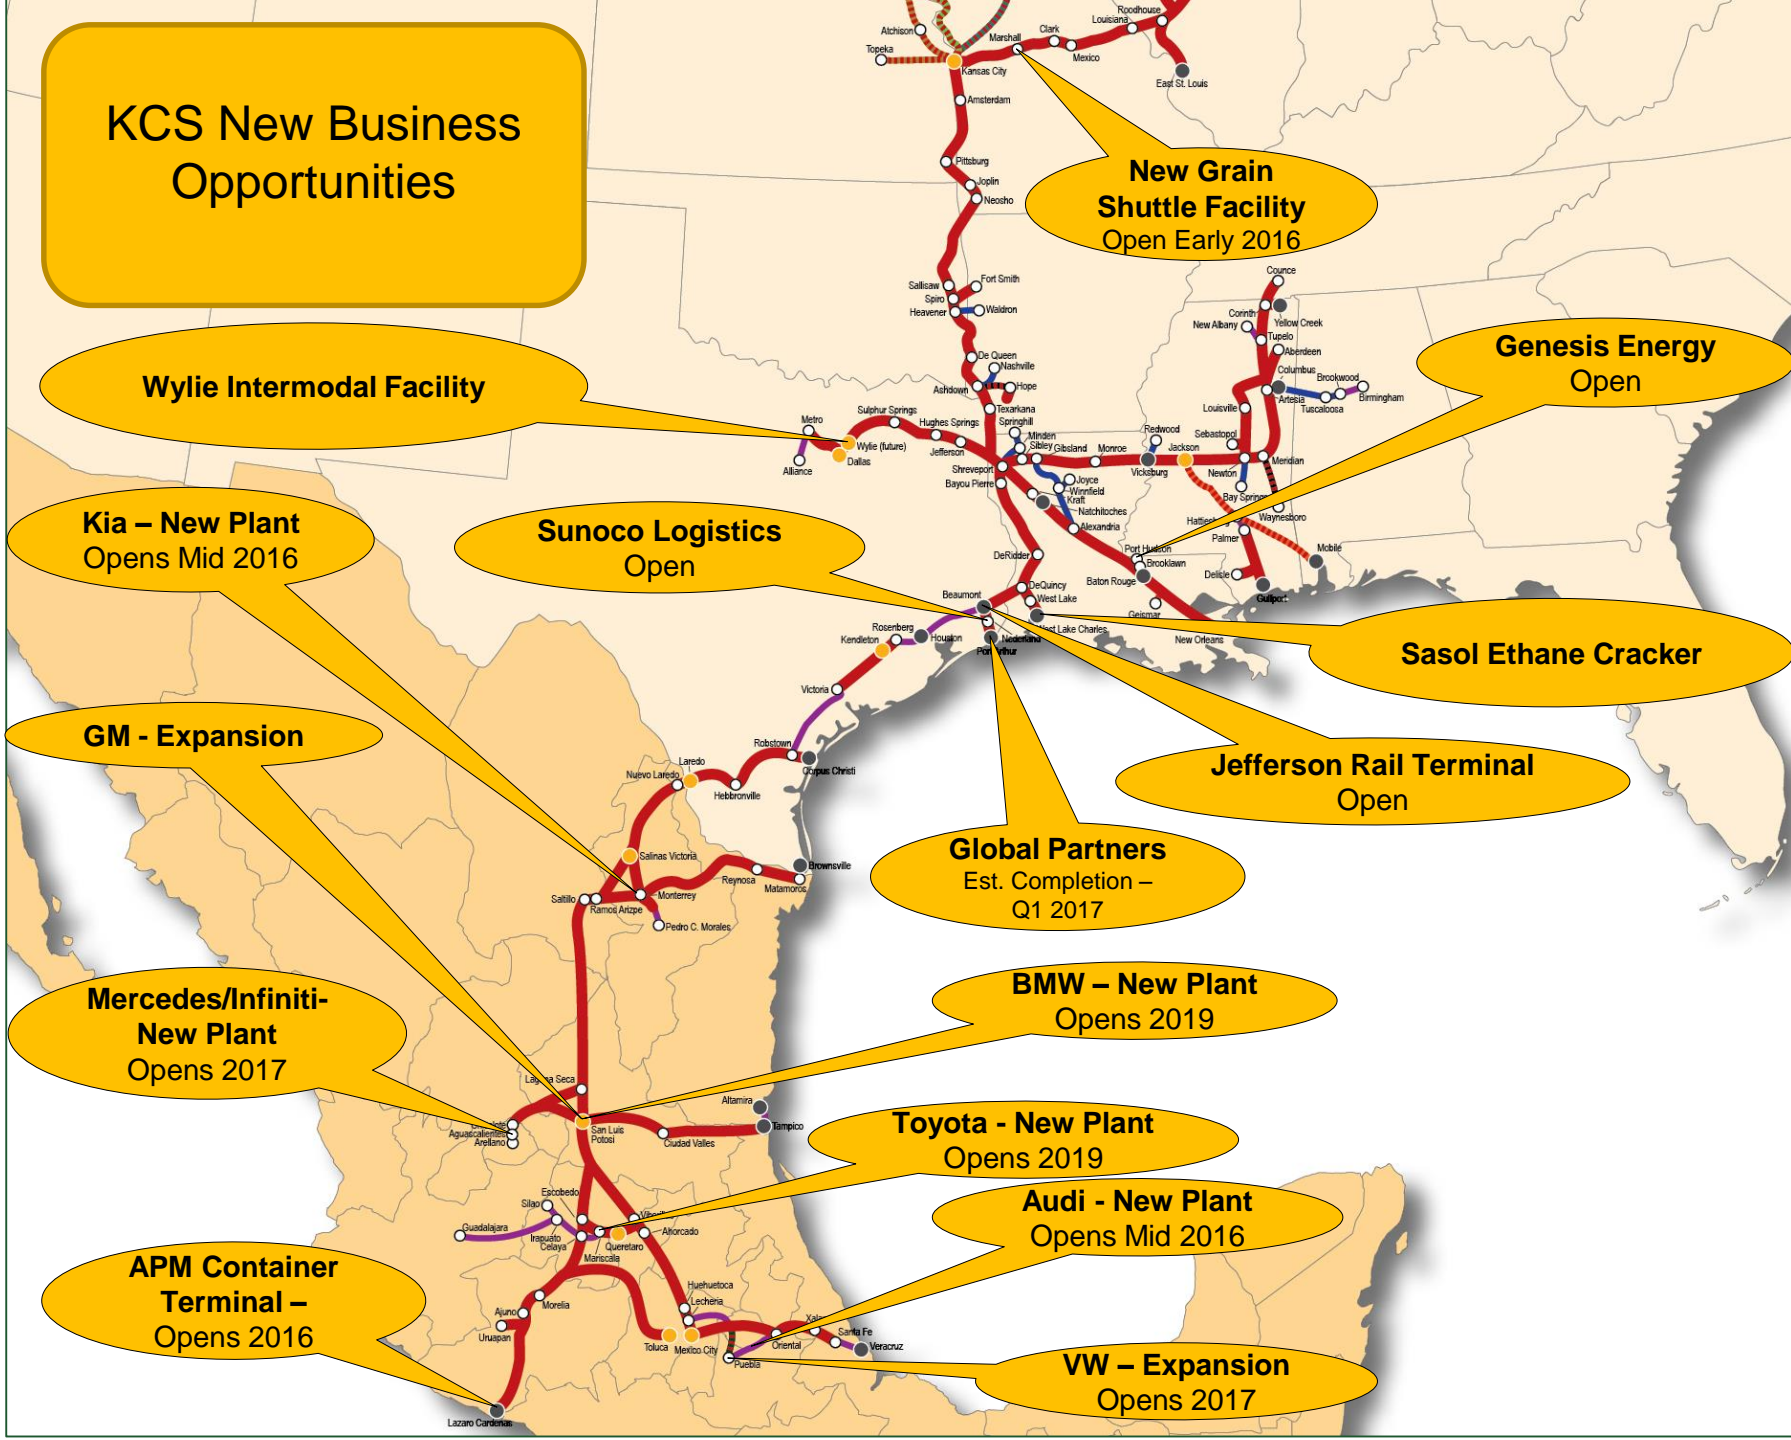 KCS New Business
Opportunities
Atchison
Topeka
Kansas City
Marshall
Clark
Mexico
Louisiana
Roodhouse
East St. Louis
Amsterdam
Pittsburg
Joplin
Neosho
New Grain
Shuttle Facility
Open Early 2016
Sallisaw
Fort Smith
Spiro
Heavener
Waldron
De Queen
Nashville
Ashdown
Hope
Texarkana
Springhill
Minden
Sibley
Gibsland
Monroe
Counce
Corinth
Yellow Creek
New Albany
Tupelo
Aberdeen
Columbus
Artesia
Brookwood
Tuscaloosa
Birmingham
Louisville
Sebastopol
Redwood
Jackson
Vicksburg
Newton
Meridian
Bay Springs
Waynesboro
Palmer
Mobile
Delisle
Gulfport
Genesis Energy
Open
Wylie Intermodal Facility
Metro
Alliance
Wylie (future)
Dallas
Sulphur Springs
Hughes Springs
Jefferson
Shreveport
Bayou Pierre
Joyce
Winnfield
Kraft
Natchitoches
Alexandria
DeRidder
DeQuincy
West Lake
West Lake Charles
Port Hudson
Brooklawn
Baton Rouge
Geismar
New Orleans
Kia – New Plant
Opens Mid 2016
Sunoco Logistics
Open
Beaumont
Nederland
Port Arthur
Rosenberg
Kendleton
Houston
Victoria
Sasol Ethane Cracker
Jefferson Rail Terminal
Open
Global Partners
Est. Completion –
Q1 2017
GM - Expansion
Robstown
Corpus Christi
Laredo
Nuevo Laredo
Hebbronville
Salinas Victoria
Brownsville
Reynosa
Matamoros
Monterrey
Saltillo
Ramos Arizpe
Pedro C. Morales
Mercedes/Infiniti-
New Plant
Opens 2017
BMW – New Plant
Opens 2019
Laguna Seca
Aguascalientes
Arellano
San Luis
Potosi
Ciudad Valles
Altamira
Tampico
Toyota - New Plant
Opens 2019
Audi - New Plant
Opens Mid 2016
Escobedo
Silao
Guadalajara
Irapuato
Celaya
Mariscala
Queretaro
Ahorcado
APM Container
Terminal –
Opens 2016
Huehuetoca
Lecheria
Morelia
Ajuno
Uruapan
Toluca
Mexico City
Puebla
Oriental
Santa Fe
Veracruz
Lazaro Cardenas
VW – Expansion
Opens 2017